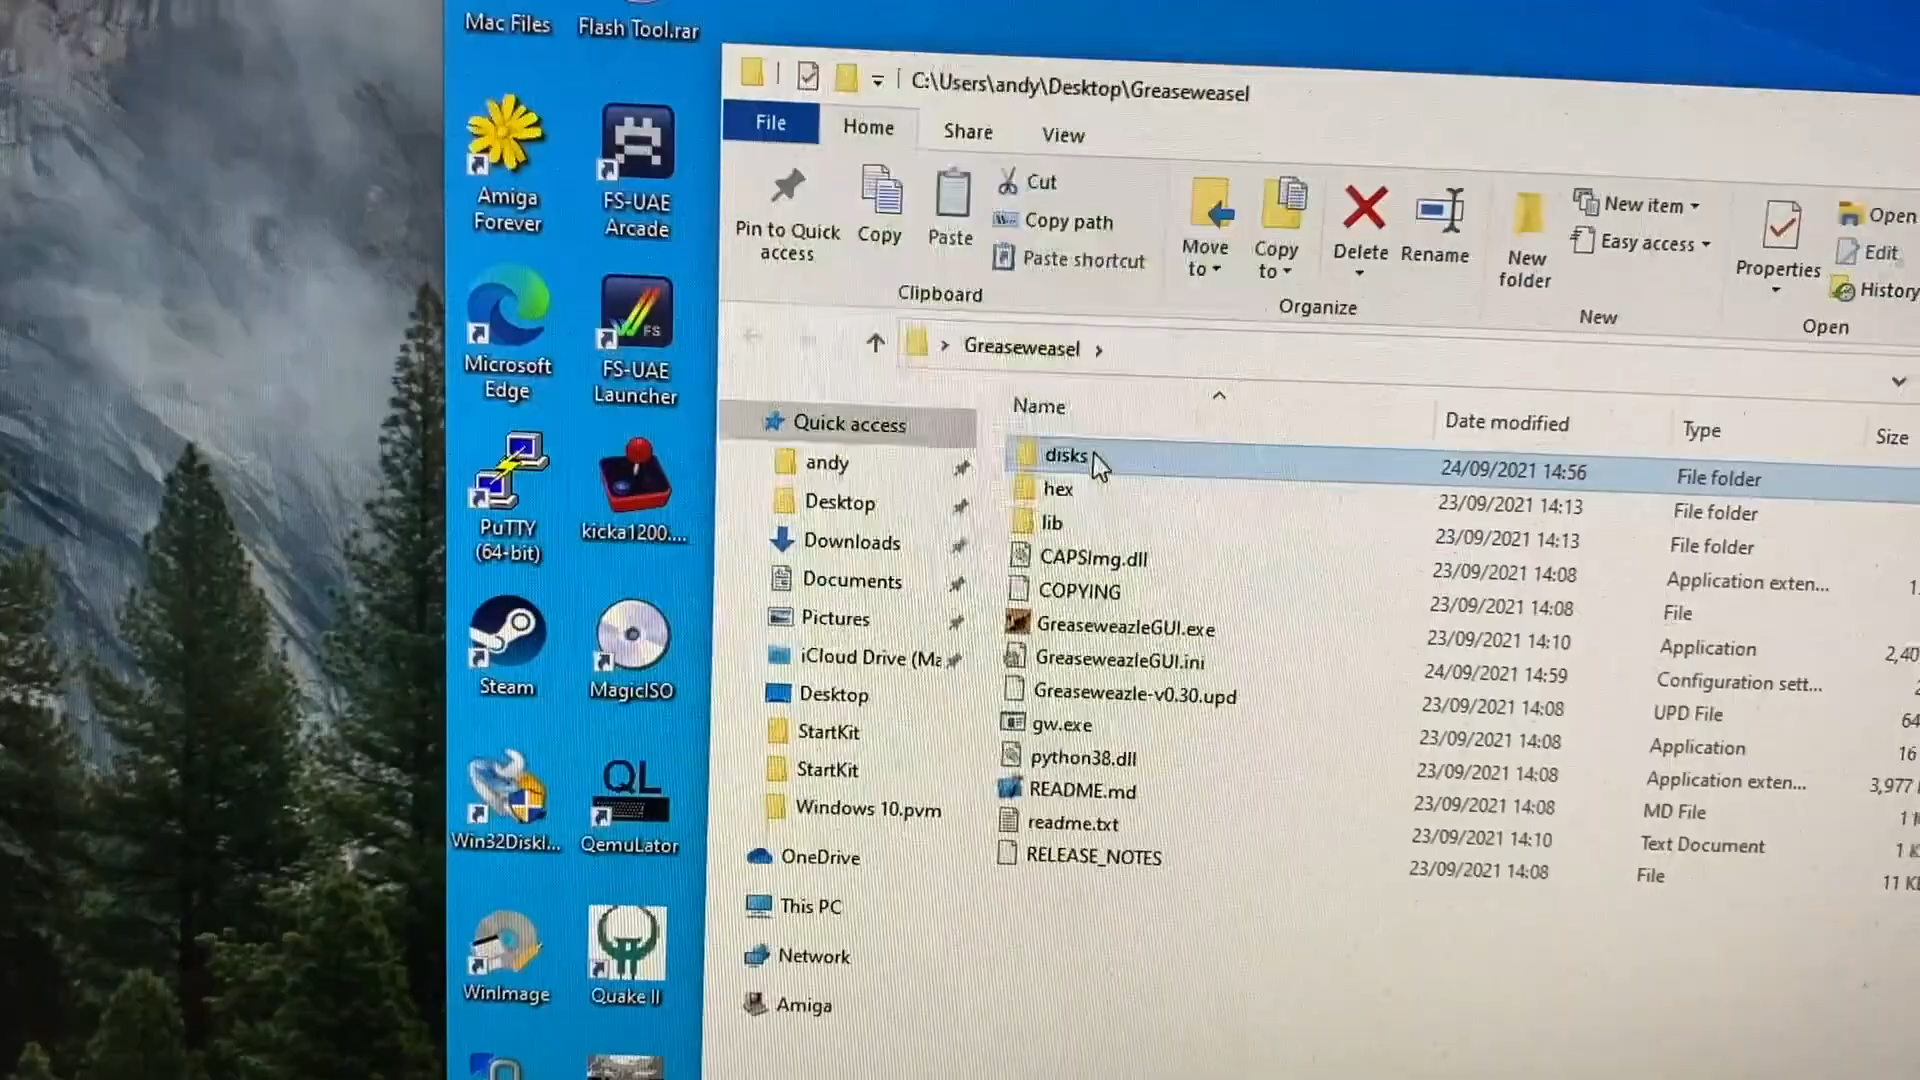 Mac Files
Flash Tool.rar
Amiga
Forever
FS-UAE
Arcade
Microsoft
Edge
FS
FS-UAE
Launcher
PuTTY
(64-bit)
kicka1200....
Steam
MagicISO
Win32DiskI...
QL
QemuLator
WinImage
Quake II
C:\Users\andy\Desktop\Greaseweasel
File
Home
Share
View
Pin to Quick
access
Copy
Paste
Cut
Copy path
Paste shortcut
Clipboard
Move
to
Copy
to
Delete
Rename
Organize
New
folder
New item
Easy access
New
Properties
Open
Edit
History
Open
Greaseweasel
Name
Date modified
Type
Size
Quick access
andy
Desktop
Downloads
Documents
Pictures
iCloud Drive (Ma
Desktop
StartKit
StartKit
Windows 10.pvm
OneDrive
This PC
Network
Amiga
disks 24/09/2021 14:56 File folder
hex 23/09/2021 14:13 File folder
lib 23/09/2021 14:13 File folder
CAPSImg.dll 23/09/2021 14:08 Application exten...
COPYING 23/09/2021 14:08 File
GreaseweazleGUI.exe 23/09/2021 14:10 Application 2,40
GreaseweazleGUI.ini 24/09/2021 14:59 Configuration sett...
Greaseweazle-v0.30.upd 23/09/2021 14:08 UPD File 64
gw.exe 23/09/2021 14:08 Application 16
python38.dll 23/09/2021 14:08 Application exten... 3,977
README.md 23/09/2021 14:08 MD File 1
readme.txt 23/09/2021 14:10 Text Document 1 K
RELEASE_NOTES 23/09/2021 14:08 File 11 K